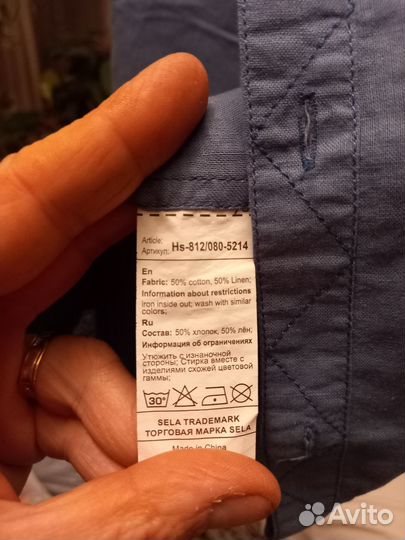 Article:
Артикул: Hs-812/080-5214
En
Fabric: 50% cotton, 50% Linen;
Information about restrictions
Iron inside out; wash with similar
colors;
Ru
Состав: 50% хлопок, 50% лён;
Информация об ограничениях
Утюжить с изнаночной
стороны; Стирка вместе с
изделиями схожей цветовой
гаммы;
30°
SELA TRADEMARK
ТОРГОВАЯ МАРКА SELA
Made in China
Avito